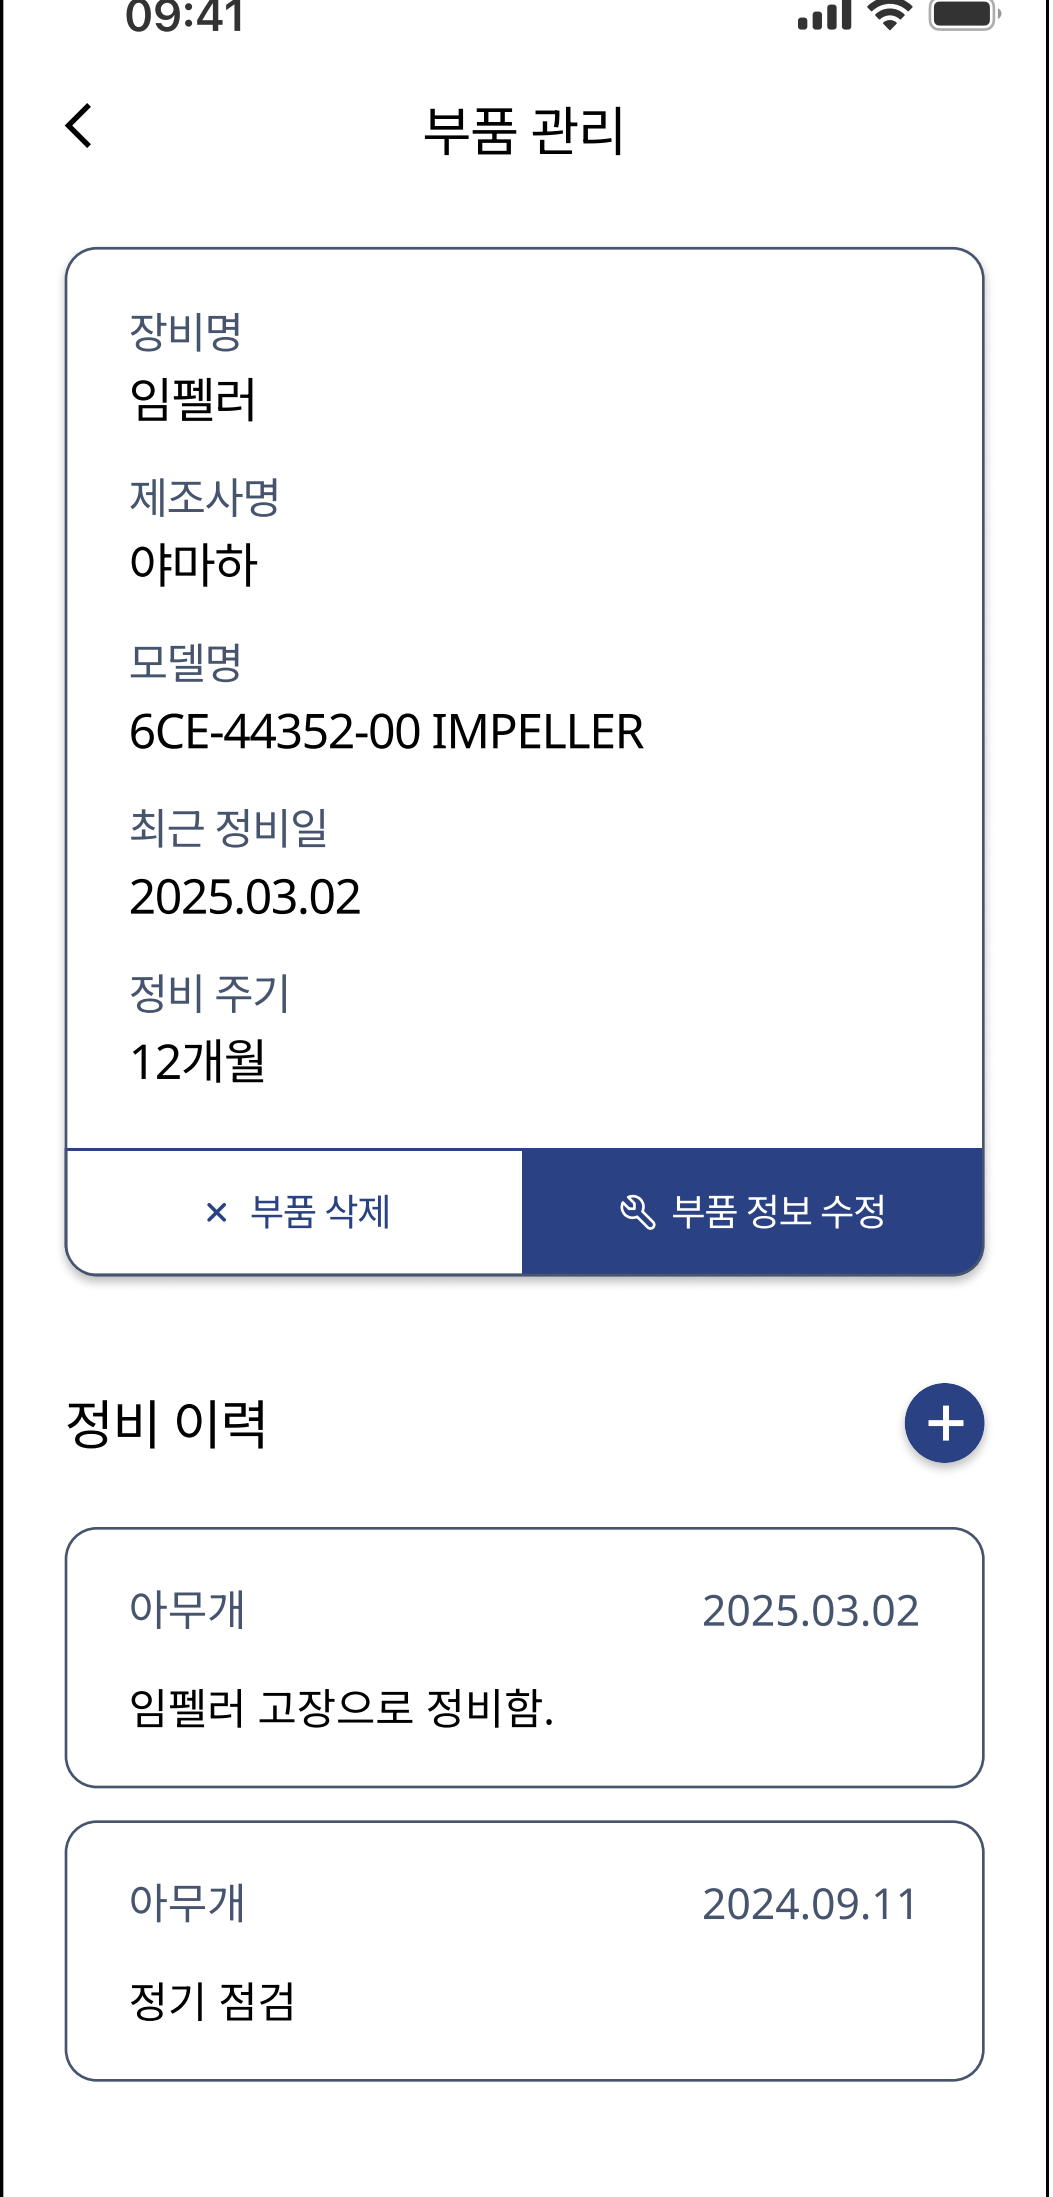 09:41
부품 관리
장비명
임펠러
제조사명
야마하
모델명
6CE-44352-00 IMPELLER
최근 정비일
2025.03.02
정비 주기
12개월
부품 삭제
부품 정보 수정
정비 이력
아무개 2025.03.02
임펠러 고장으로 정비함.
아무개 2024.09.11
정기 점검